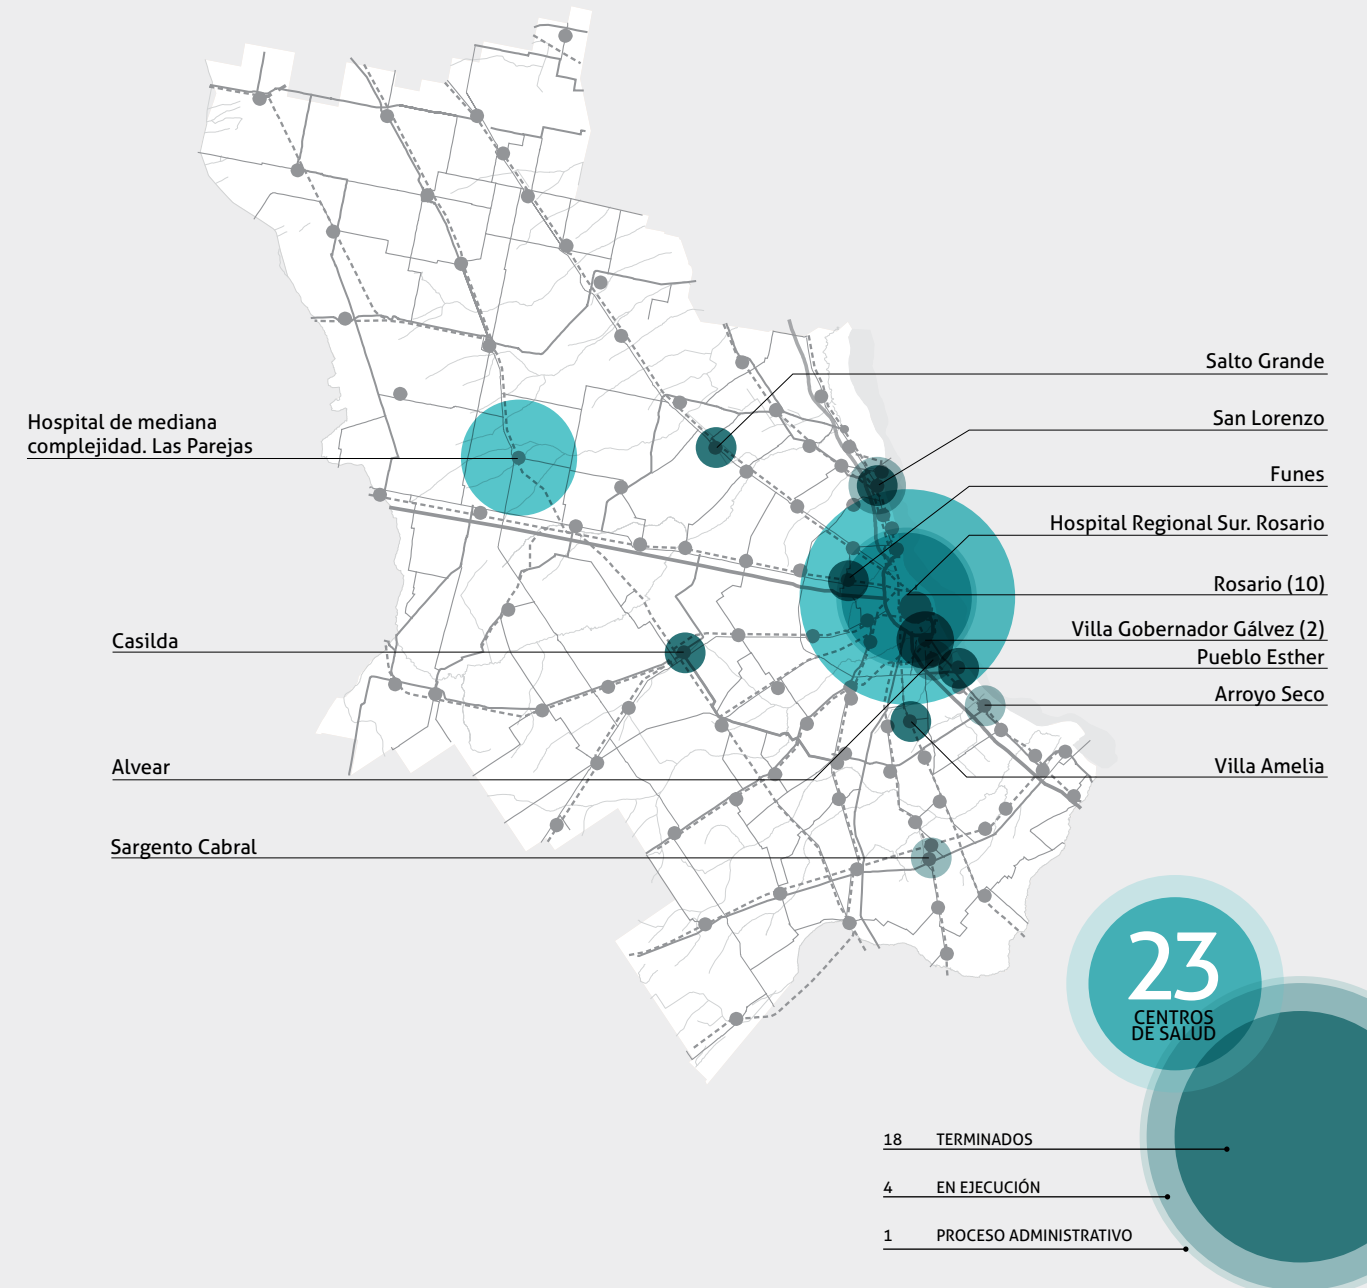 Salto Grande
San Lorenzo
Hospital de mediana
complejidad. Las Parejas
Funes
Hospital Regional Sur. Rosario
Rosario (10)
Villa Gobernador Gálvez (2)
Casilda
Pueblo Esther
Arroyo Seco
Alvear
Villa Amelia
Sargento Cabral
23
CENTROS
DE SALUD
18 TERMINADOS
4 EN EJECUCIÓN
1 PROCESO ADMINISTRATIVO